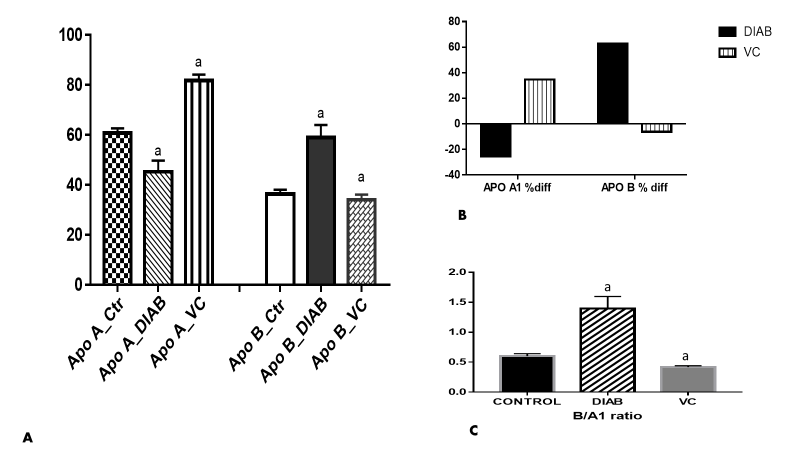 100
80
60
40
20
0
a
a
a
a
Apo A_Ctr
Apo A_DIAB
Apo A_VC
Apo B_Ctr
Apo B_DIAB
Apo B_VC
A
80
60
40
20
0
-20
-40
APO A1 %diff
APO B % diff
DIAB
VC
B
2.0
1.5
1.0
0.5
0.0
a
a
CONTROL
DIAB
VC
B/A1 ratio
C